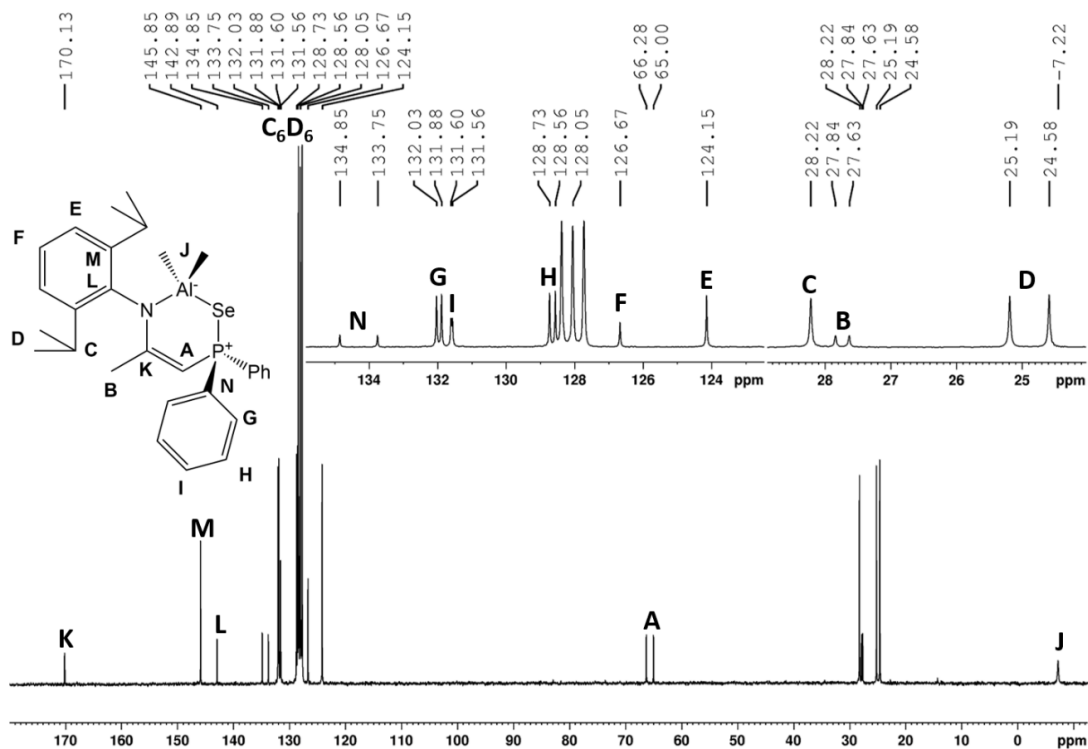 170.13 145.85 142.89 134.85 133.75 132.03 131.88 131.60 131.56 128.73 128.56 128.05 126.67 124.15 66.28 65.00 28.22 27.84 27.63 25.19 24.58 -7.22
C6D6
134.85 133.75 132.03 131.88 131.60 131.56 128.73 128.56 128.05 126.67 124.15 28.22 27.84 27.63 25.19 24.58
E
F
M
J
L
N
Al-
Se
D
C
A
P+
Ph
B
K
N
G
H
I
N G I H F E C B D
134 132 130 128 126 124 ppm
28 27 26 25 ppm
K M L A J
170 160 150 140 130 120 110 100 90 80 70 60 50 40 30 20 10 0 ppm